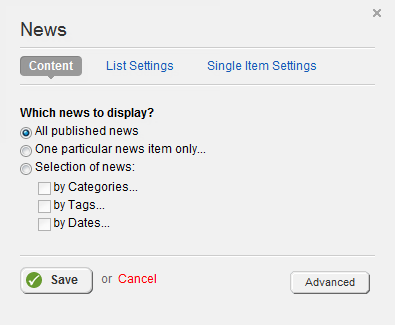 News
Content List Settings Single Item Settings
Which news to display?
All published news
One particular news item only...
Selection of news:
by Categories...
by Tags...
by Dates...
Save or Cancel Advanced